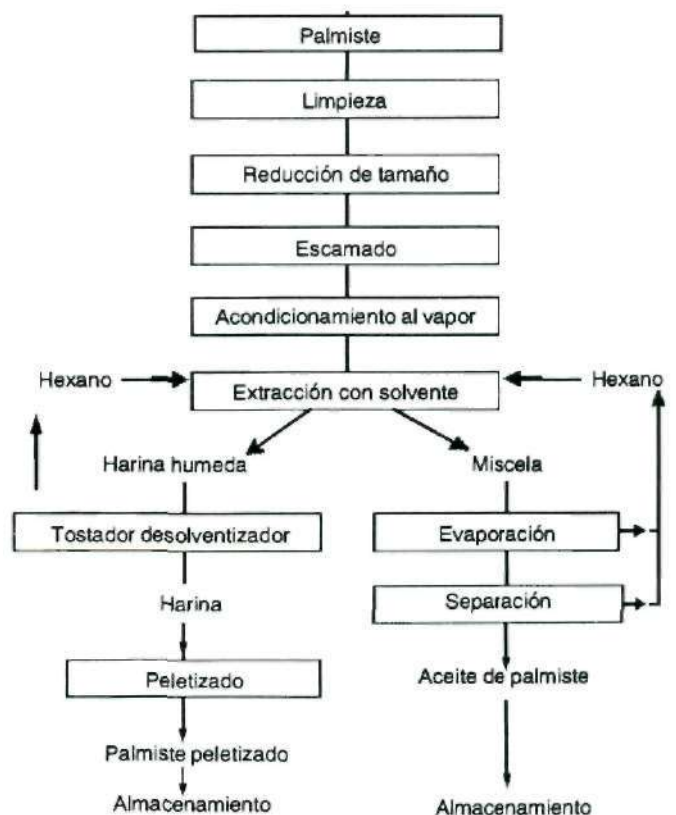 Palmiste
Limpieza
Reducción de tamaño
Escamado
Acondicionamiento al vapor
Hexano
Extracción con solvente
Hexano
Harina humeda
Miscela
Tostador desolventizador
Evaporación
Harina
Separación
Peletizado
Aceite de palmiste
Palmiste peletizado
Almacenamiento
Almacenamiento